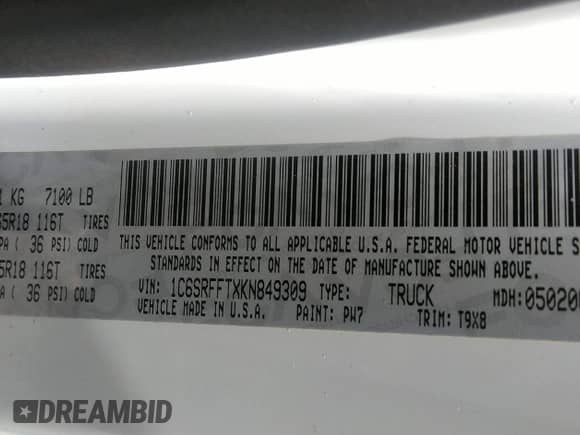 KG 7100 LB
5R18 116T TIRES
PA ( 36 PSI) COLD
5R18 116T TIRES
A ( 36 PSI) COLD
THIS VEHICLE CONFORMS TO ALL APPLICABLE U.S.A. FEDERAL MOTOR VEHICLE S
STANDARDS IN EFFECT ON THE DATE OF MANUFACTURE SHOWN ABOVE.
VIN: 1C6SRFFTXKN849309 TYPE: TRUCK MDH:05020
VEHICLE MADE IN U.S.A. PAINT: PW7 TRIM: T9X8
DREAMBID